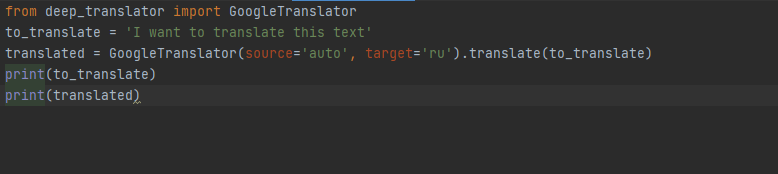 from deep_translator import GoogleTranslator
to_translate = 'I want to translate this text'
translated = GoogleTranslator(source='auto', target='ru').translate(to_translate)
print(to_translate)
print(translated)